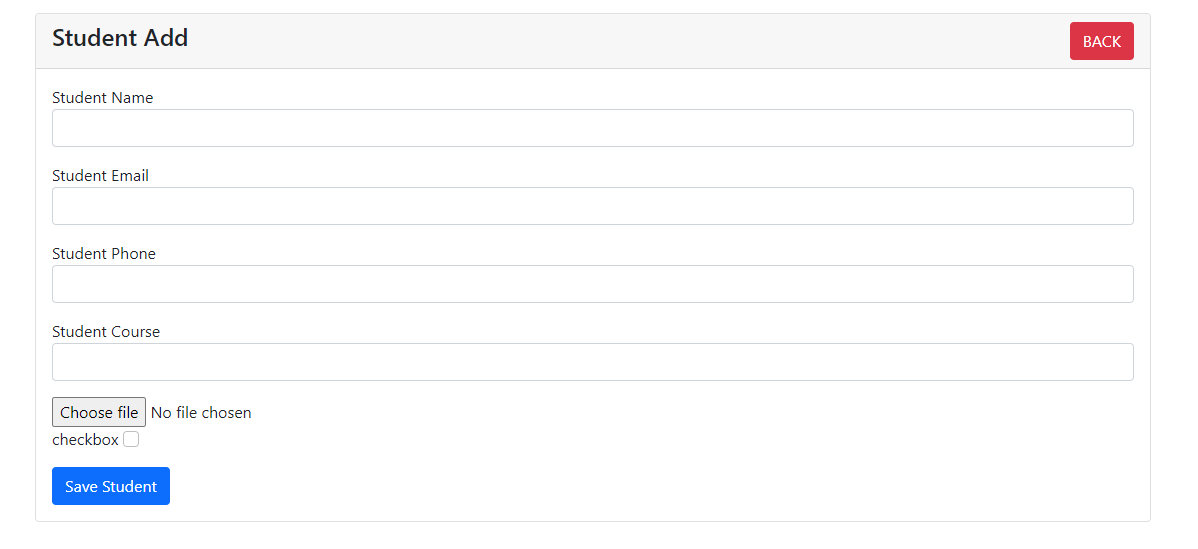 Student Add
BACK
Student Name
Student Email
Student Phone
Student Course
Choose file No file chosen
checkbox
Save Student